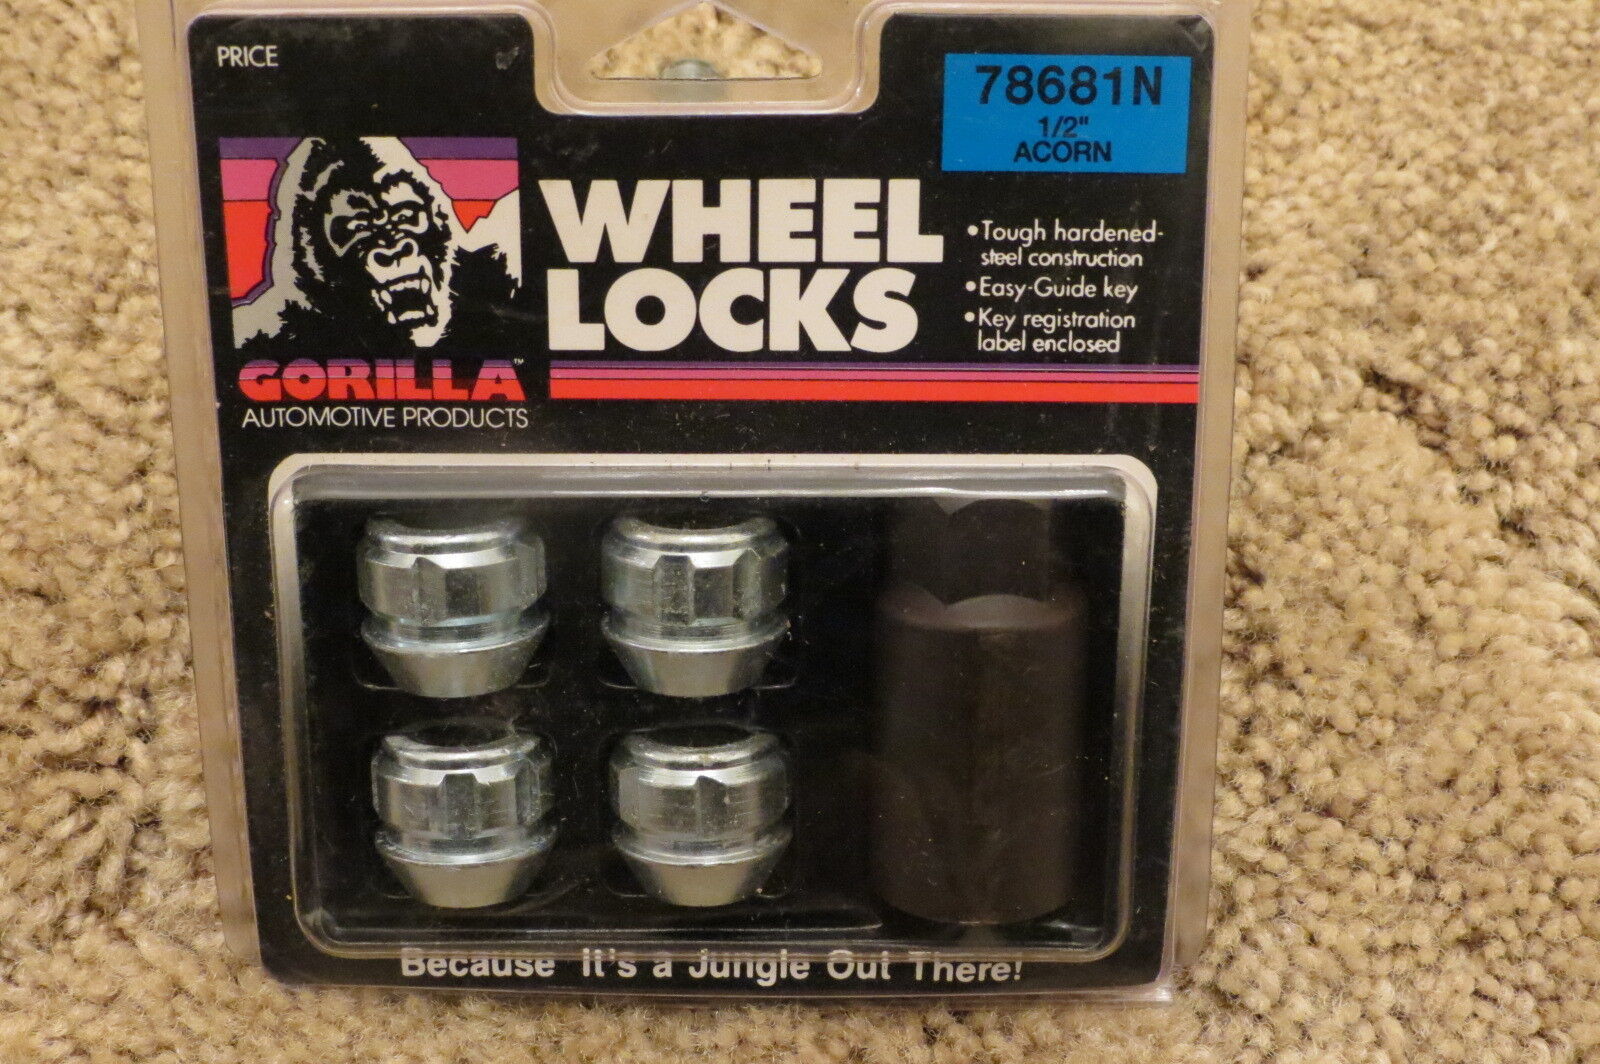 PRICE
78681N
1/2"
ACORN
WHEEL
LOCKS
•Tough hardened-
steel construction
•Easy-Guide key
•Key registration
label enclosed
GORILLA™
AUTOMOTIVE PRODUCTS
Because It's a Jungle Out There!